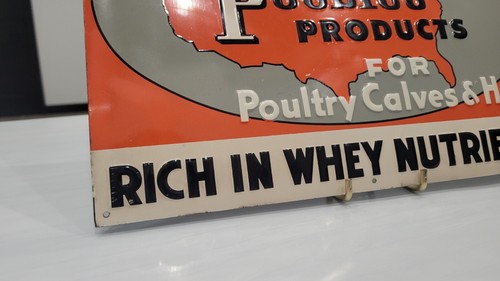 PRODUCTS
FOR
Poultry Calves & H
RICH IN WHEY NUTRIE